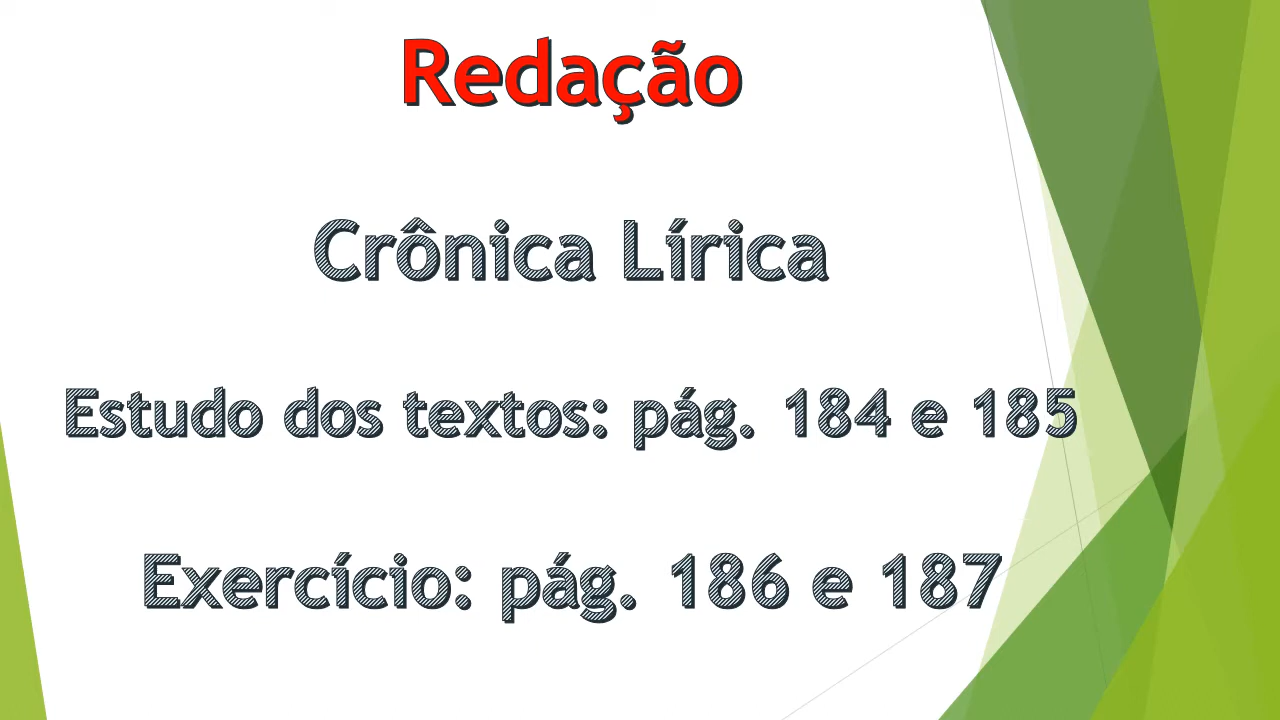 Redação
Crônica Lírica
Estudo dos textos: pág. 184 e 185
Exercício: pág. 186 e 187